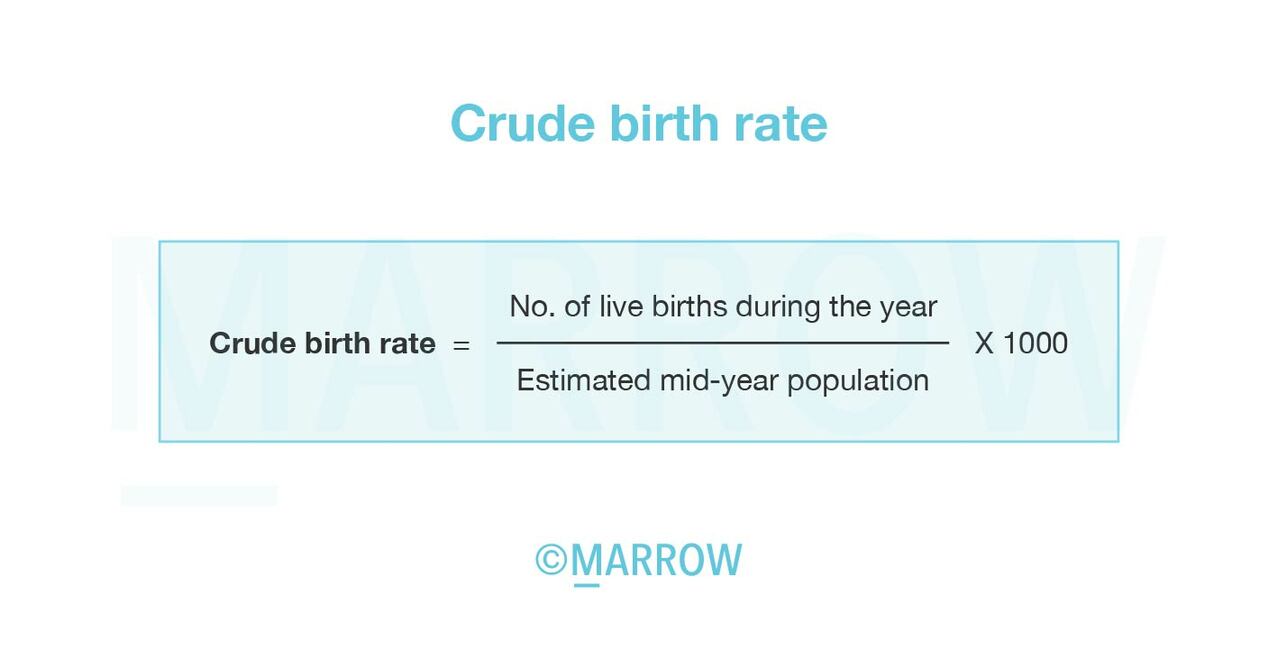 Crude birth rate
No. of live births during the year
Crude birth rate = X 1000
Estimated mid-year population
MARROW
©MARROW